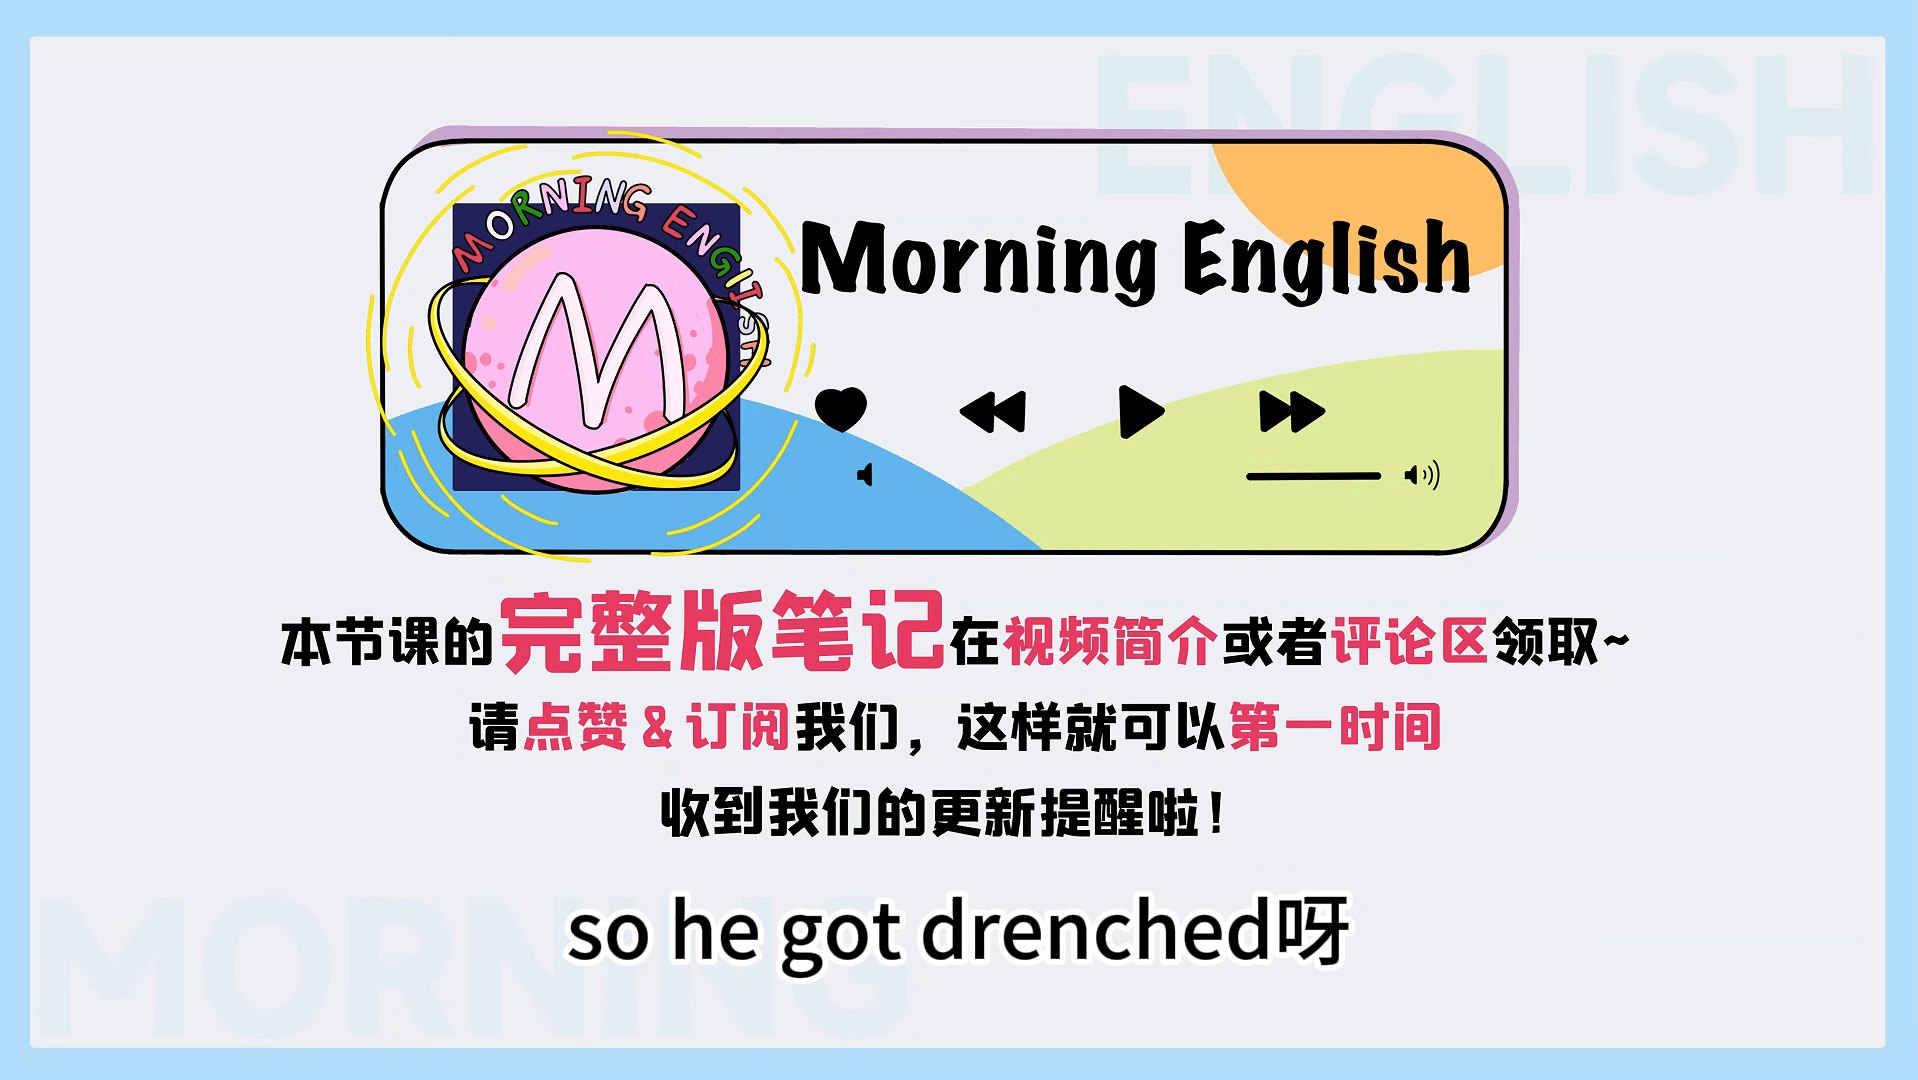 ENGLISH
MORNING ENGLISH
M
Morning English
本节课的完整版笔记在视频简介或者评论区领取~
请点赞&订阅我们，这样就可以第一时间
收到我们的更新提醒啦！
MORNING
so he got drenched呀